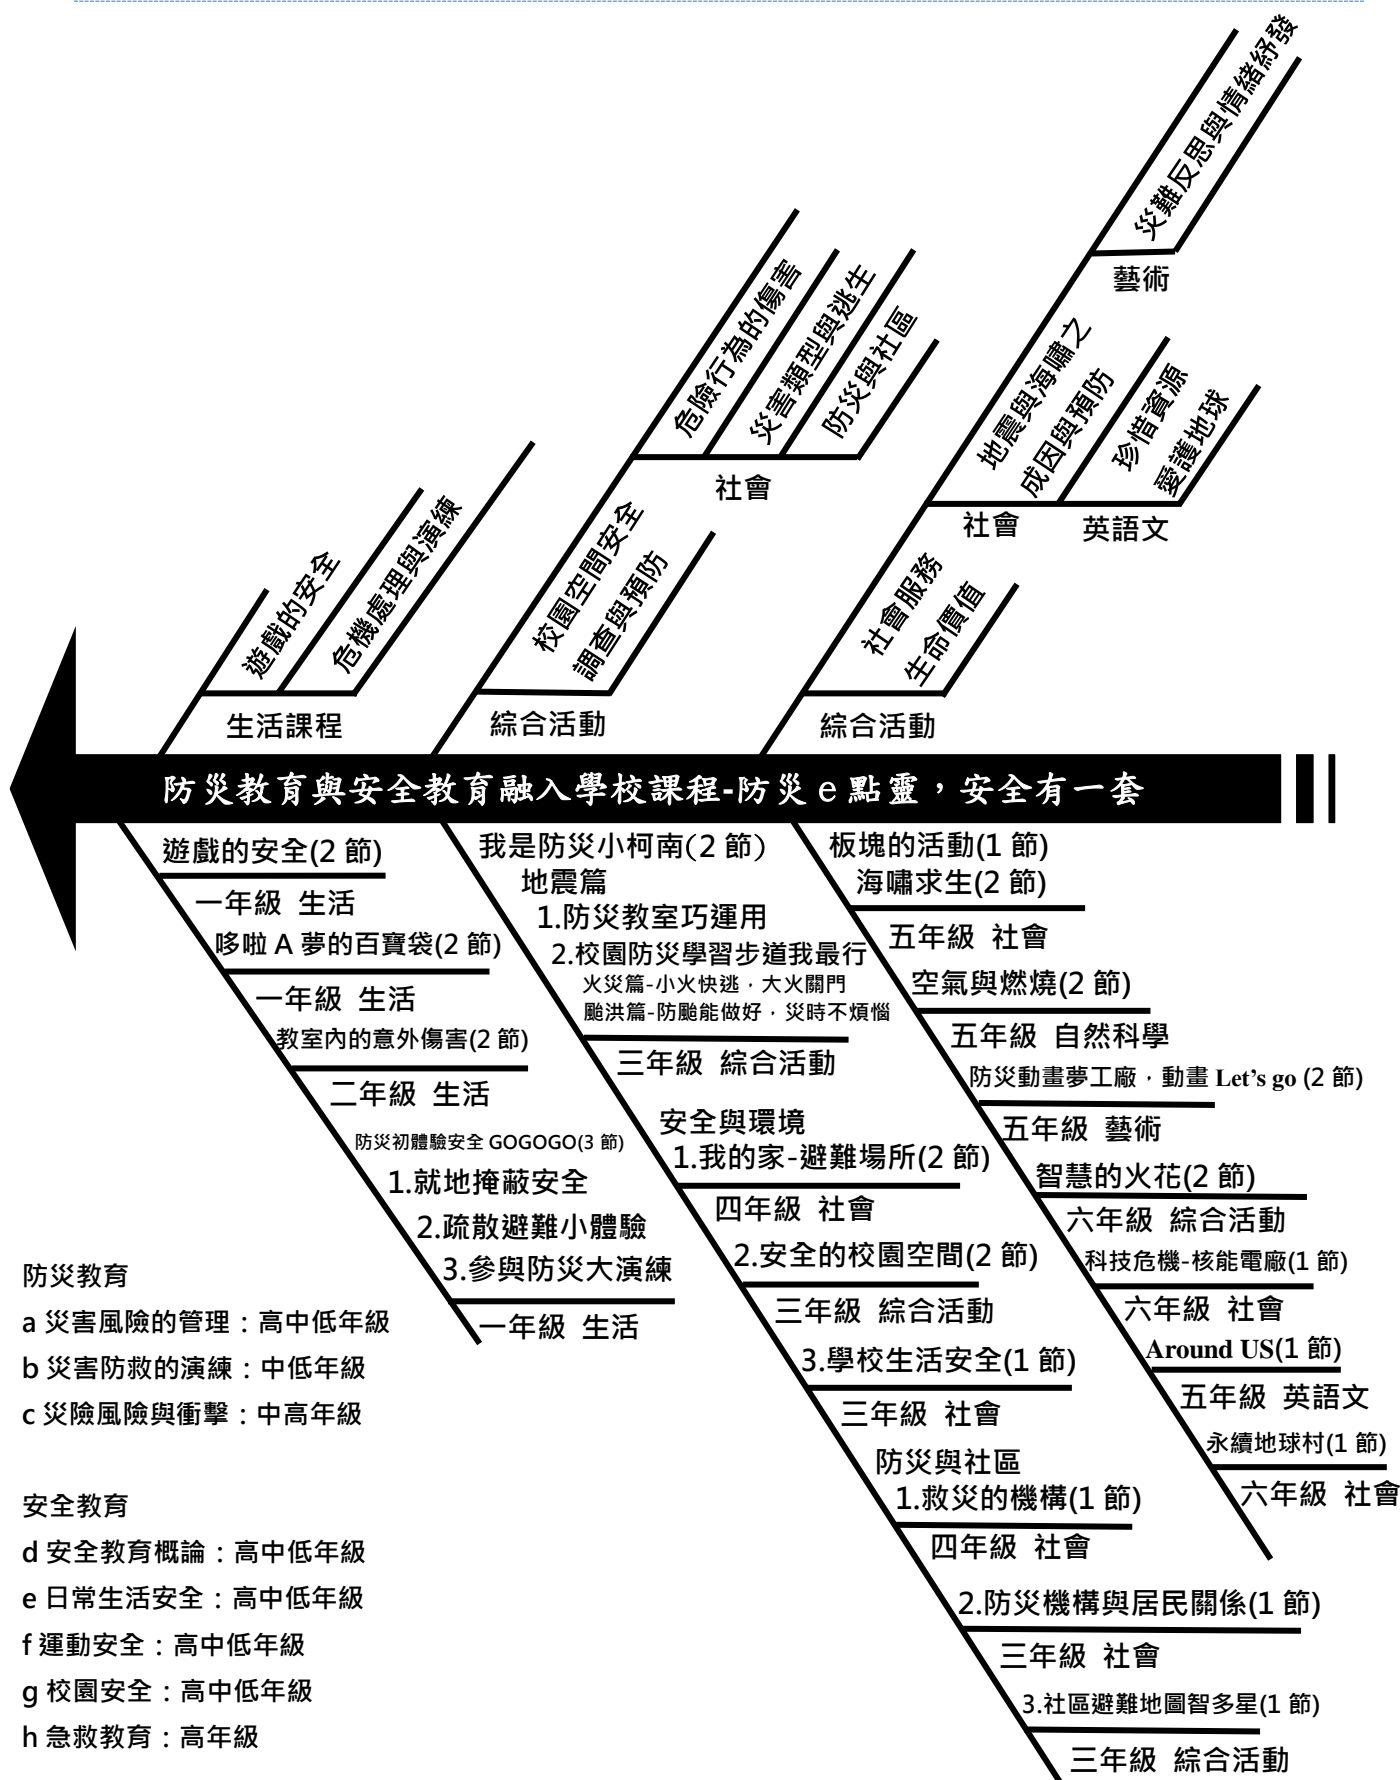 災難反思與情緒紓發
藝術
危險行為的傷害
災害類型與逃生
防災與社區
社會
地震與海嘯之
成因與預防
珍惜資源
愛護地球
社會
英語文
遊戲的安全
危機處理與演練
生活課程
校園空間安全
調查與預防
綜合活動
社會服務
生命價值
綜合活動
防災教育與安全教育融入學校課程-防災 e 點靈，安全有一套
遊戲的安全(2 節)
一年級 生活
哆啦 A 夢的百寶袋(2 節)
一年級 生活
教室內的意外傷害(2 節)
二年級 生活
防災初體驗安全 GOGOGO(3 節)
1.就地掩蔽安全
2.疏散避難小體驗
3.參與防災大演練
一年級 生活
我是防災小柯南(2 節)
地震篇
1.防災教室巧運用
2.校園防災學習步道我最行
火災篇-小火快逃，大火關門
颱洪篇-防颱能做好，災時不煩惱
三年級 綜合活動
安全與環境
1.我的家-避難場所(2 節)
四年級 社會
2.安全的校園空間(2 節)
三年級 綜合活動
3.學校生活安全(1 節)
三年級 社會
防災與社區
1.救災的機構(1 節)
四年級 社會
2.防災機構與居民關係(1 節)
三年級 社會
3.社區避難地圖智多星(1 節)
三年級 綜合活動
板塊的活動(1 節)
海嘯求生(2 節)
五年級 社會
空氣與燃燒(2 節)
五年級 自然科學
防災動畫夢工廠，動畫 Let's go (2 節)
五年級 藝術
智慧的火花(2 節)
六年級 綜合活動
科技危機-核能電廠(1 節)
六年級 社會
Around US(1 節)
五年級 英語文
永續地球村(1 節)
六年級 社會
防災教育
a 災害風險的管理：高中低年級
b 災害防救的演練：中低年級
c 災險風險與衝擊：中高年級
安全教育
d 安全教育概論：高中低年級
e 日常生活安全：高中低年級
f 運動安全：高中低年級
g 校園安全：高中低年級
h 急救教育：高年級